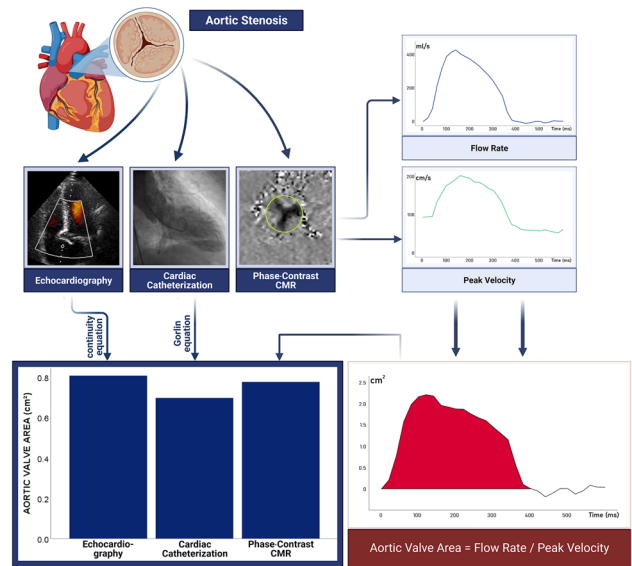 Aortic Stenosis
Echocardiography
Cardiac
Catheterization
Phase-Contrast
CMR
ml/s
400
200
0
0
100
200
300
400
500
Time (ms)
Flow Rate
cm/s
200
100
0
0
100
200
300
400
500
Time (ms)
Peak Velocity
continuity
equation
Gorlin
equation
AORTIC VALVE AREA (cm²)
0.8
0.6
0.4
0.2
0.0
Echocardio-
graphy
Cardiac
Catheterization
Phase-Contrast
CMR
cm²
2.5
2.0
1.5
1.0
0.5
0.0
0
100
200
300
400
500
Time (ms)
Aortic Valve Area = Flow Rate / Peak Velocity